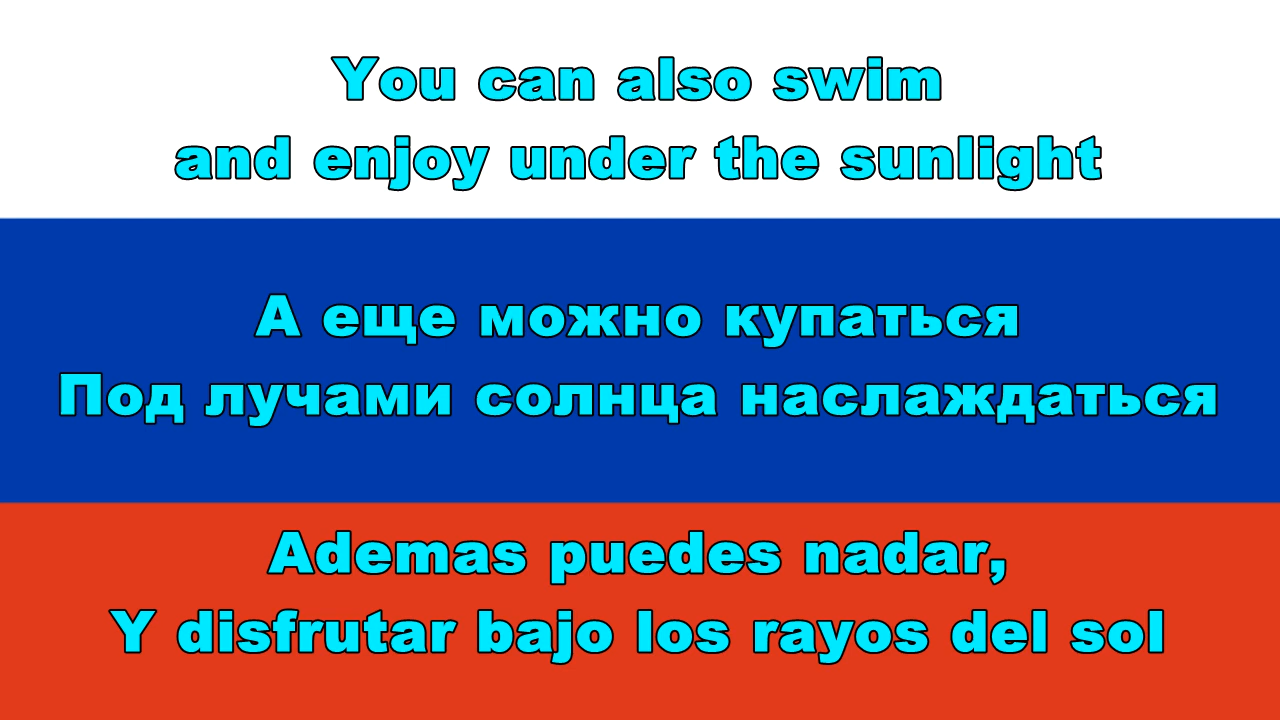 You can also swim
and enjoy under the sunlight
А еще можно купаться
Под лучами солнца наслаждаться
Ademas puedes nadar,
Y disfrutar bajo los rayos del sol